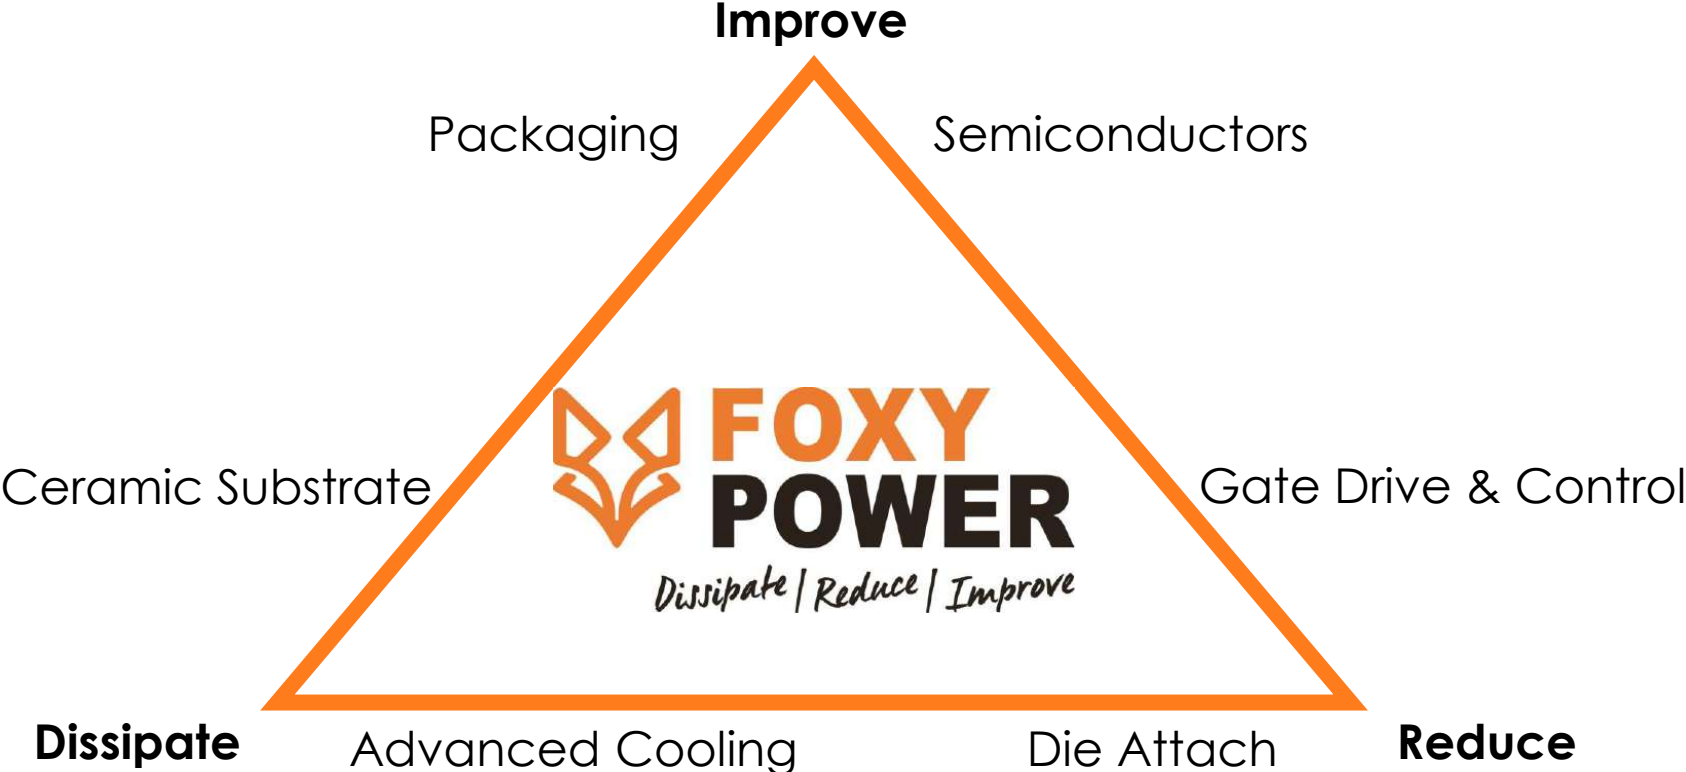 Improve
Packaging
Semiconductors
FOXY
POWER
Dissipate | Reduce | Improve
Ceramic Substrate
Gate Drive & Control
Dissipate
Advanced Cooling
Die Attach
Reduce